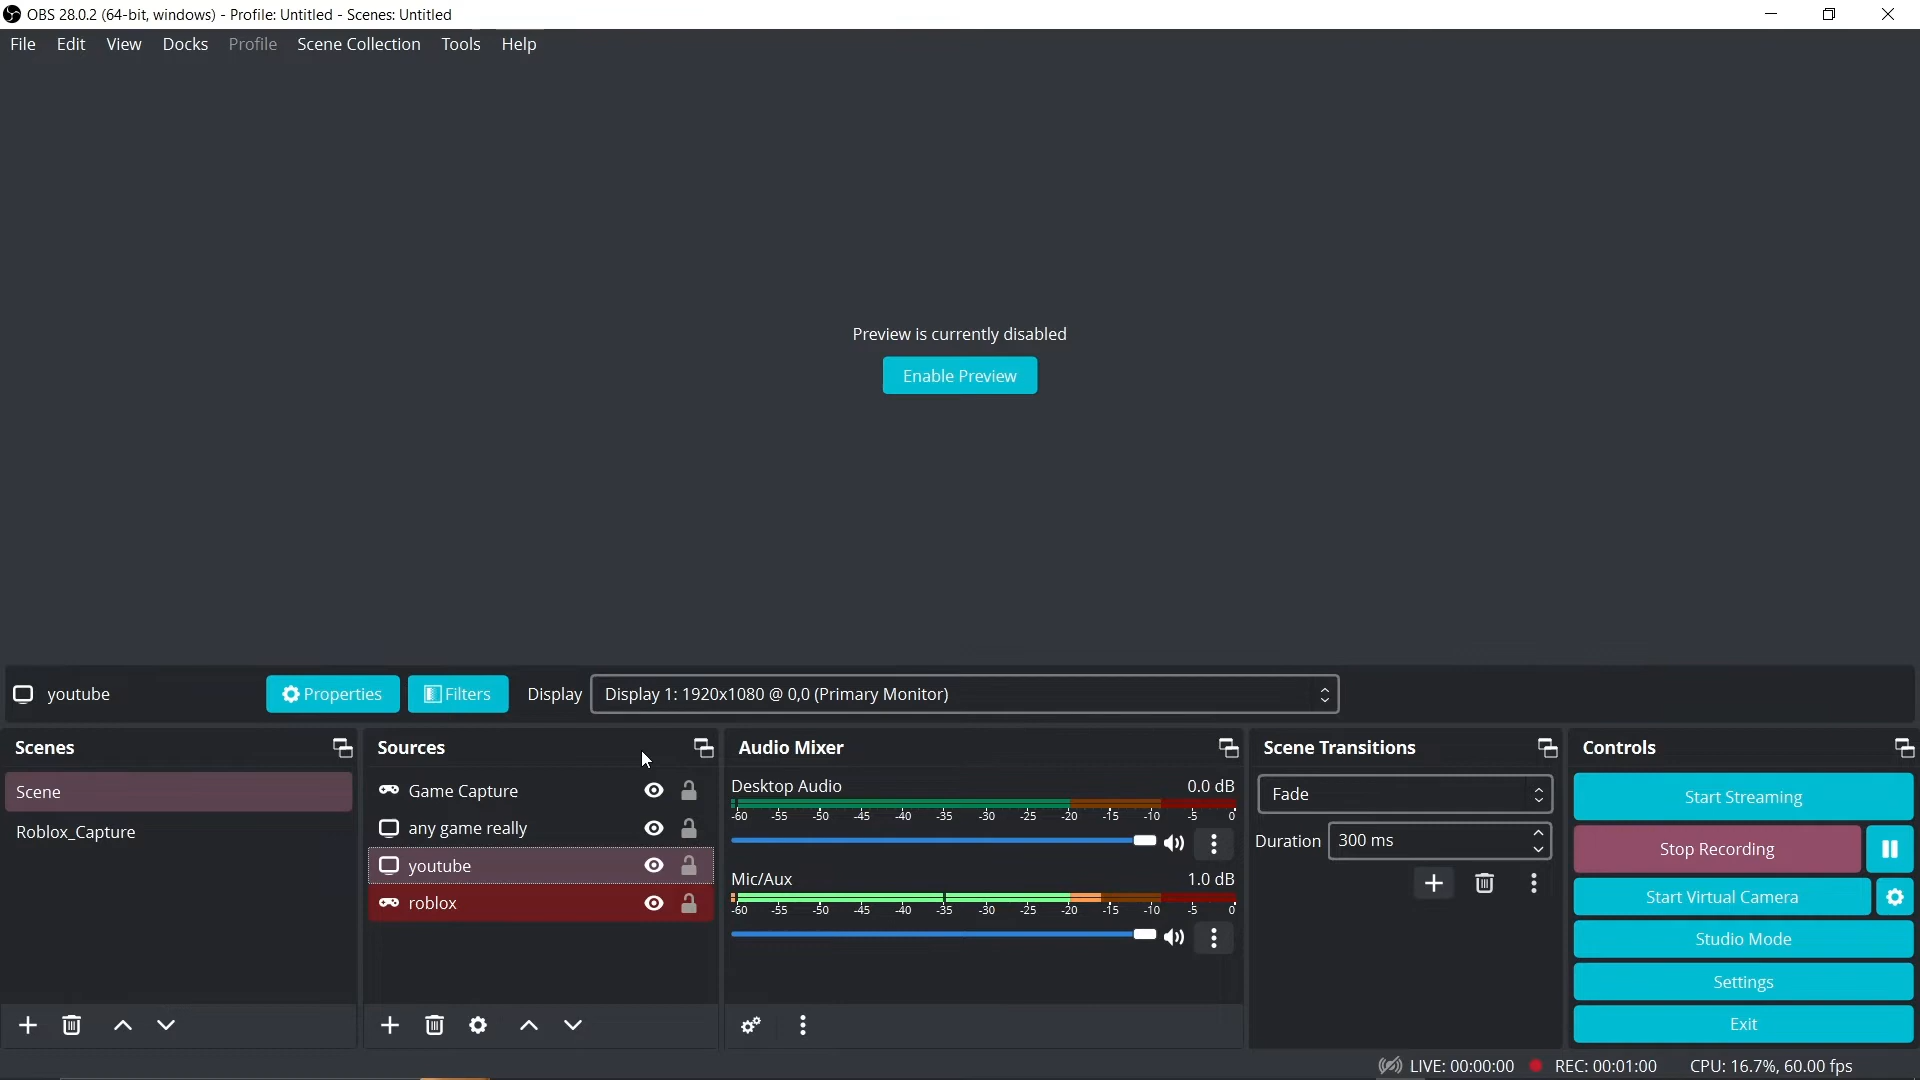 OBS 28.0.2 (64-bit, windows) - Profile: Untitled - Scenes: Untitled
File Edit View Docks Profile Scene Collection Tools Help
Preview is currently disabled
Enable Preview
youtube Properties Filters Display Display 1: 1920x1080 @ 0,0 (Primary Monitor)
Scenes
Scene
Roblox_Capture
Sources
Game Capture
any game really
youtube
roblox
Audio Mixer
Desktop Audio 0.0 dB
-60 -55 -50 -45 -40 -35 -30 -25 -20 -15 -10 -5 0
Mic/Aux 1.0 dB
-60 -55 -50 -45 -40 -35 -30 -25 -20 -15 -10 -5 0
Scene Transitions
Fade
Duration 300 ms
Controls
Start Streaming
Stop Recording
Start Virtual Camera
Studio Mode
Settings
Exit
LIVE: 00:00:00 REC: 00:01:00 CPU: 16.7%, 60.00 fps